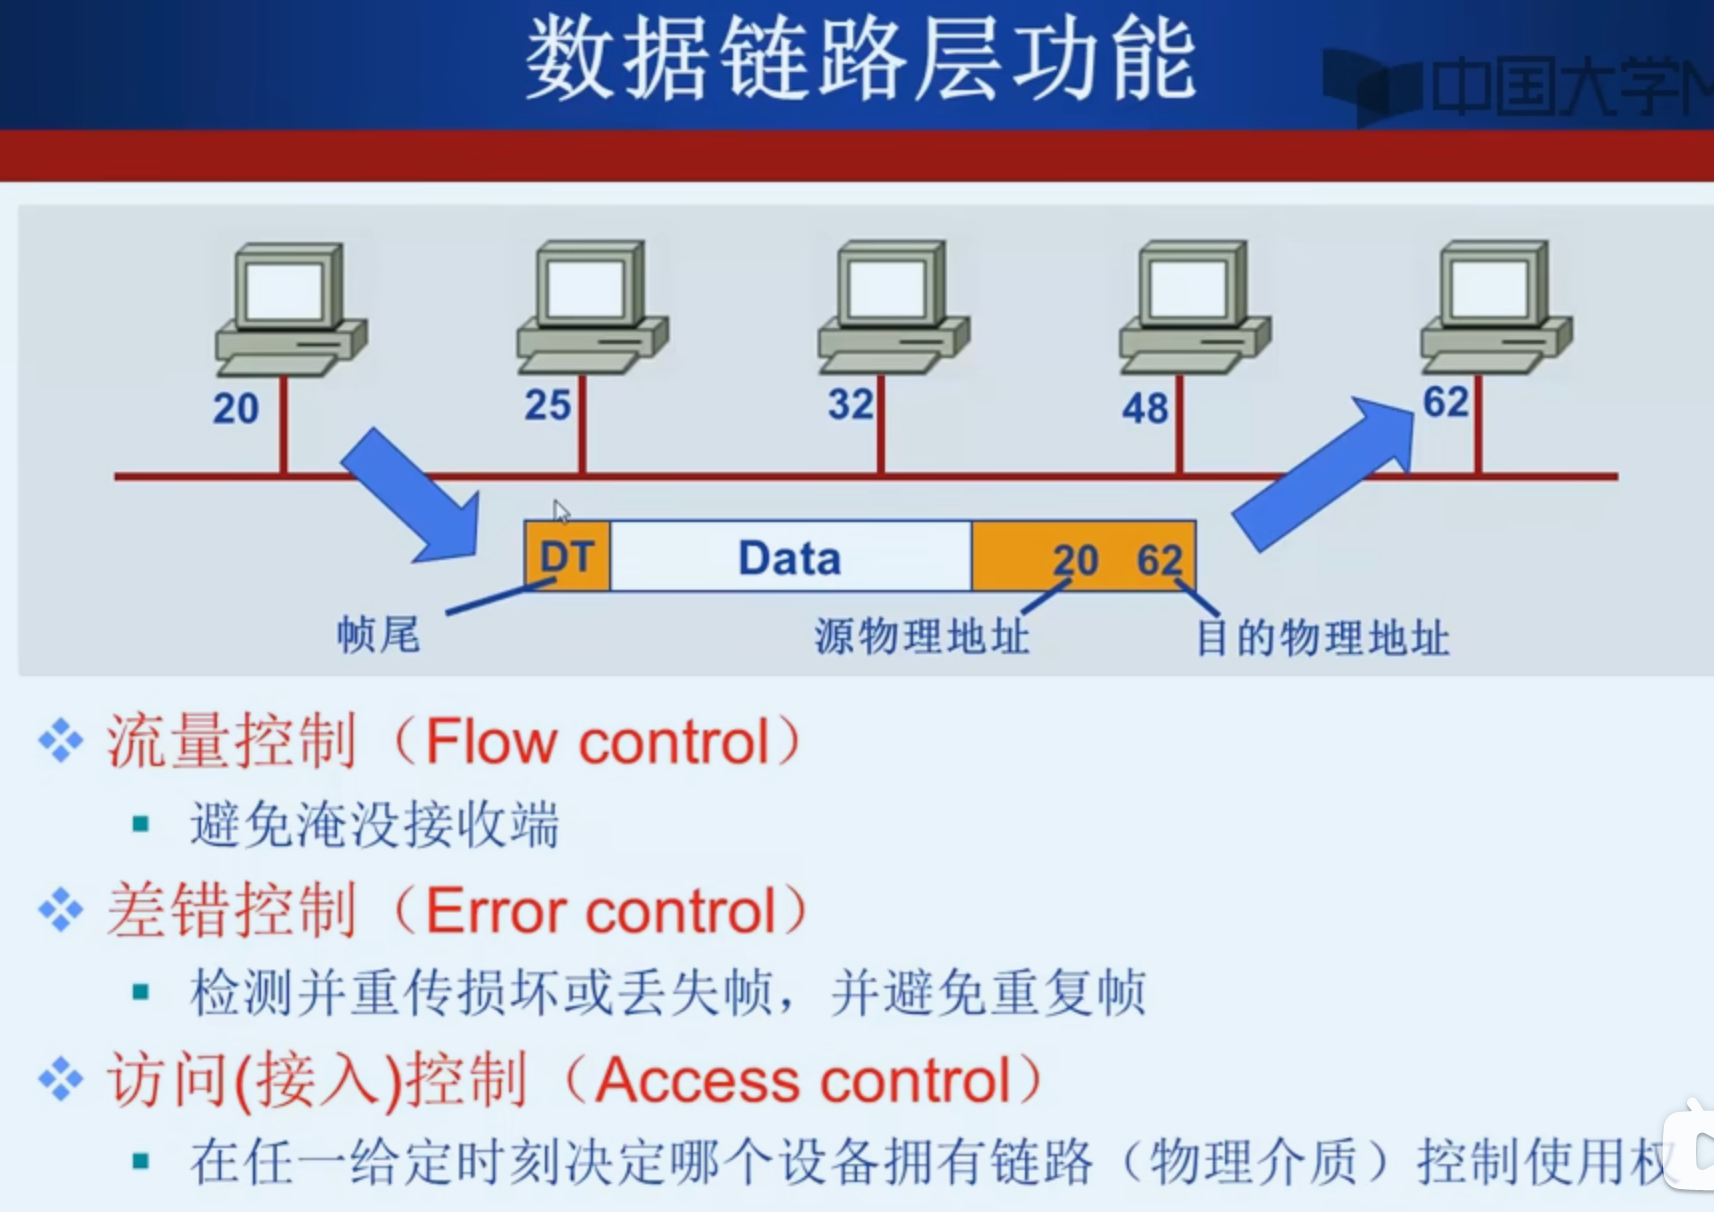 数据链路层功能
中国大学M
20 25 32 48 62
DT Data 20 62
帧尾 源物理地址 目的物理地址
流量控制（Flow control）
避免淹没接收端
差错控制（Error control）
检测并重传损坏或丢失帧，并避免重复帧
访问(接入)控制（Access control）
在任一给定时刻决定哪个设备拥有链路（物理介质）控制使用权